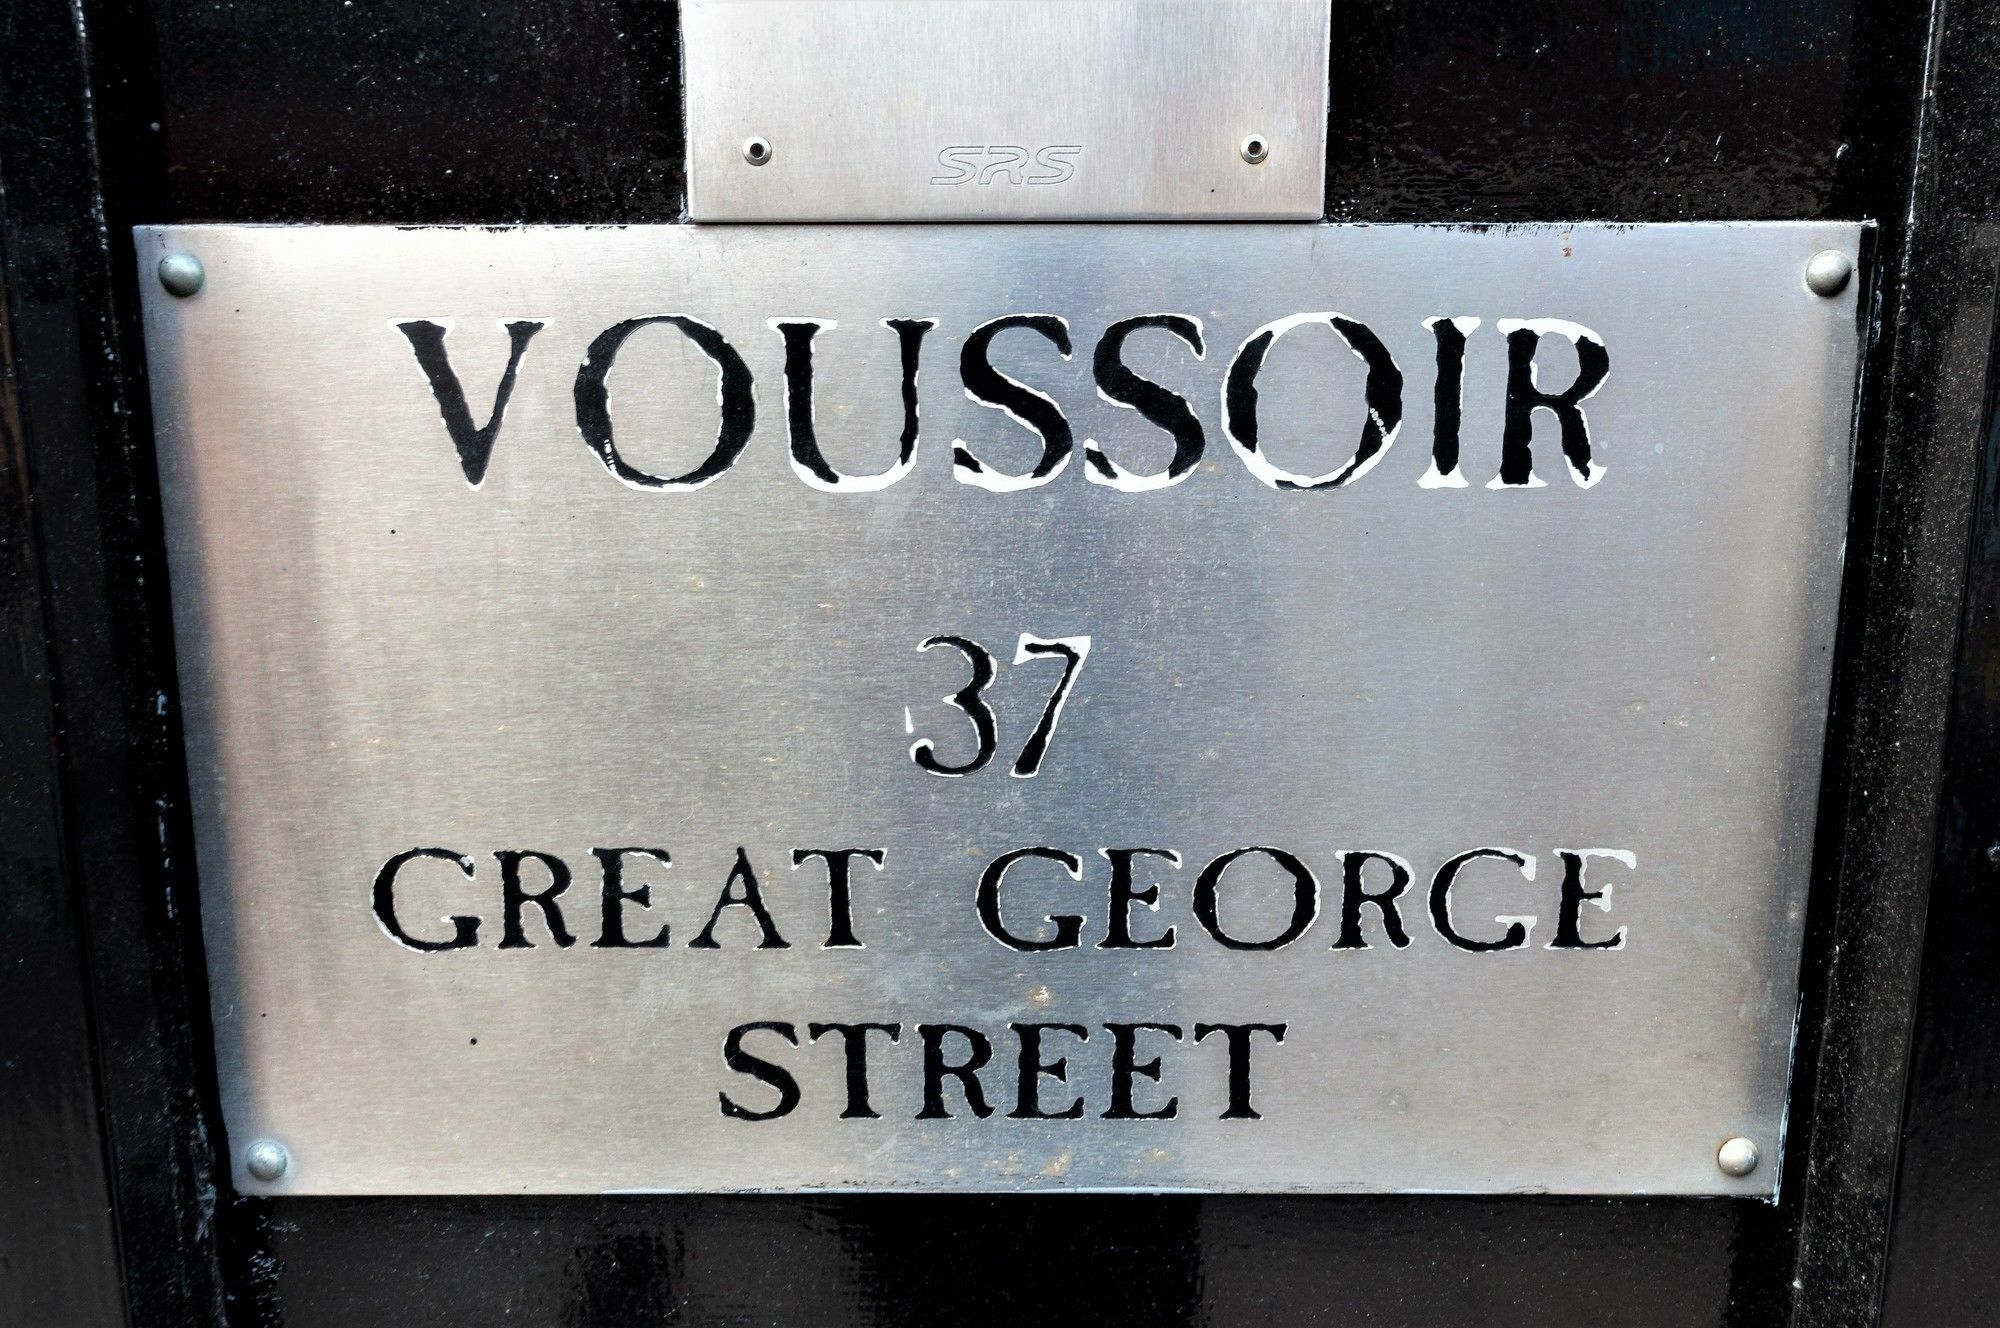 SRS
VOUSSOIR
37
GREAT GEORGE
STREET